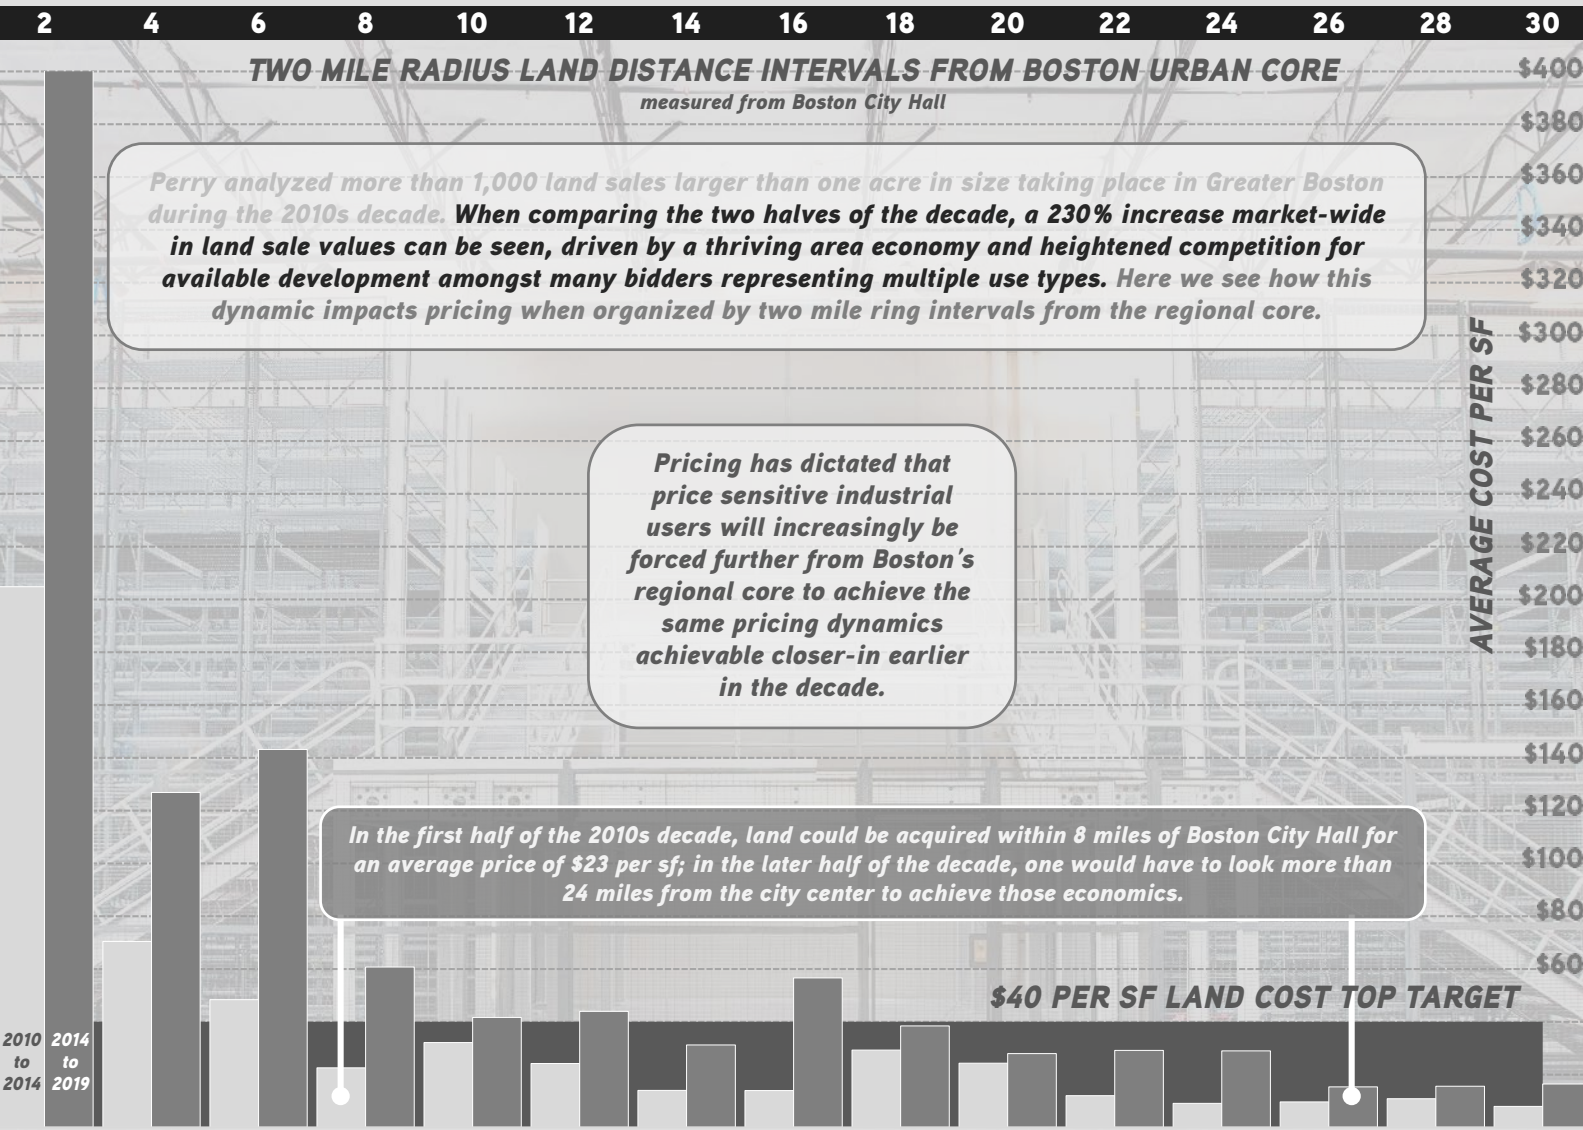 2 4 6 8 10 12 14 16 18 20 22 24 26 28 30
TWO MILE RADIUS LAND DISTANCE INTERVALS FROM BOSTON URBAN CORE
measured from Boston City Hall
Perry analyzed more than 1,000 land sales larger than one acre in size taking place in Greater Boston
during the 2010s decade. When comparing the two halves of the decade, a 230% increase market-wide
in land sale values can be seen, driven by a thriving area economy and heightened competition for
available development amongst many bidders representing multiple use types. Here we see how this
dynamic impacts pricing when organized by two mile ring intervals from the regional core.
Pricing has dictated that
price sensitive industrial
users will increasingly be
forced further from Boston's
regional core to achieve the
same pricing dynamics
achievable closer-in earlier
in the decade.
In the first half of the 2010s decade, land could be acquired within 8 miles of Boston City Hall for
an average price of $23 per sf; in the later half of the decade, one would have to look more than
24 miles from the city center to achieve those economics.
$40 PER SF LAND COST TOP TARGET
2010
to
2014
2014
to
2019
AVERAGE COST PER SF
$400
$380
$360
$340
$320
$300
$280
$260
$240
$220
$200
$180
$160
$140
$120
$100
$80
$60